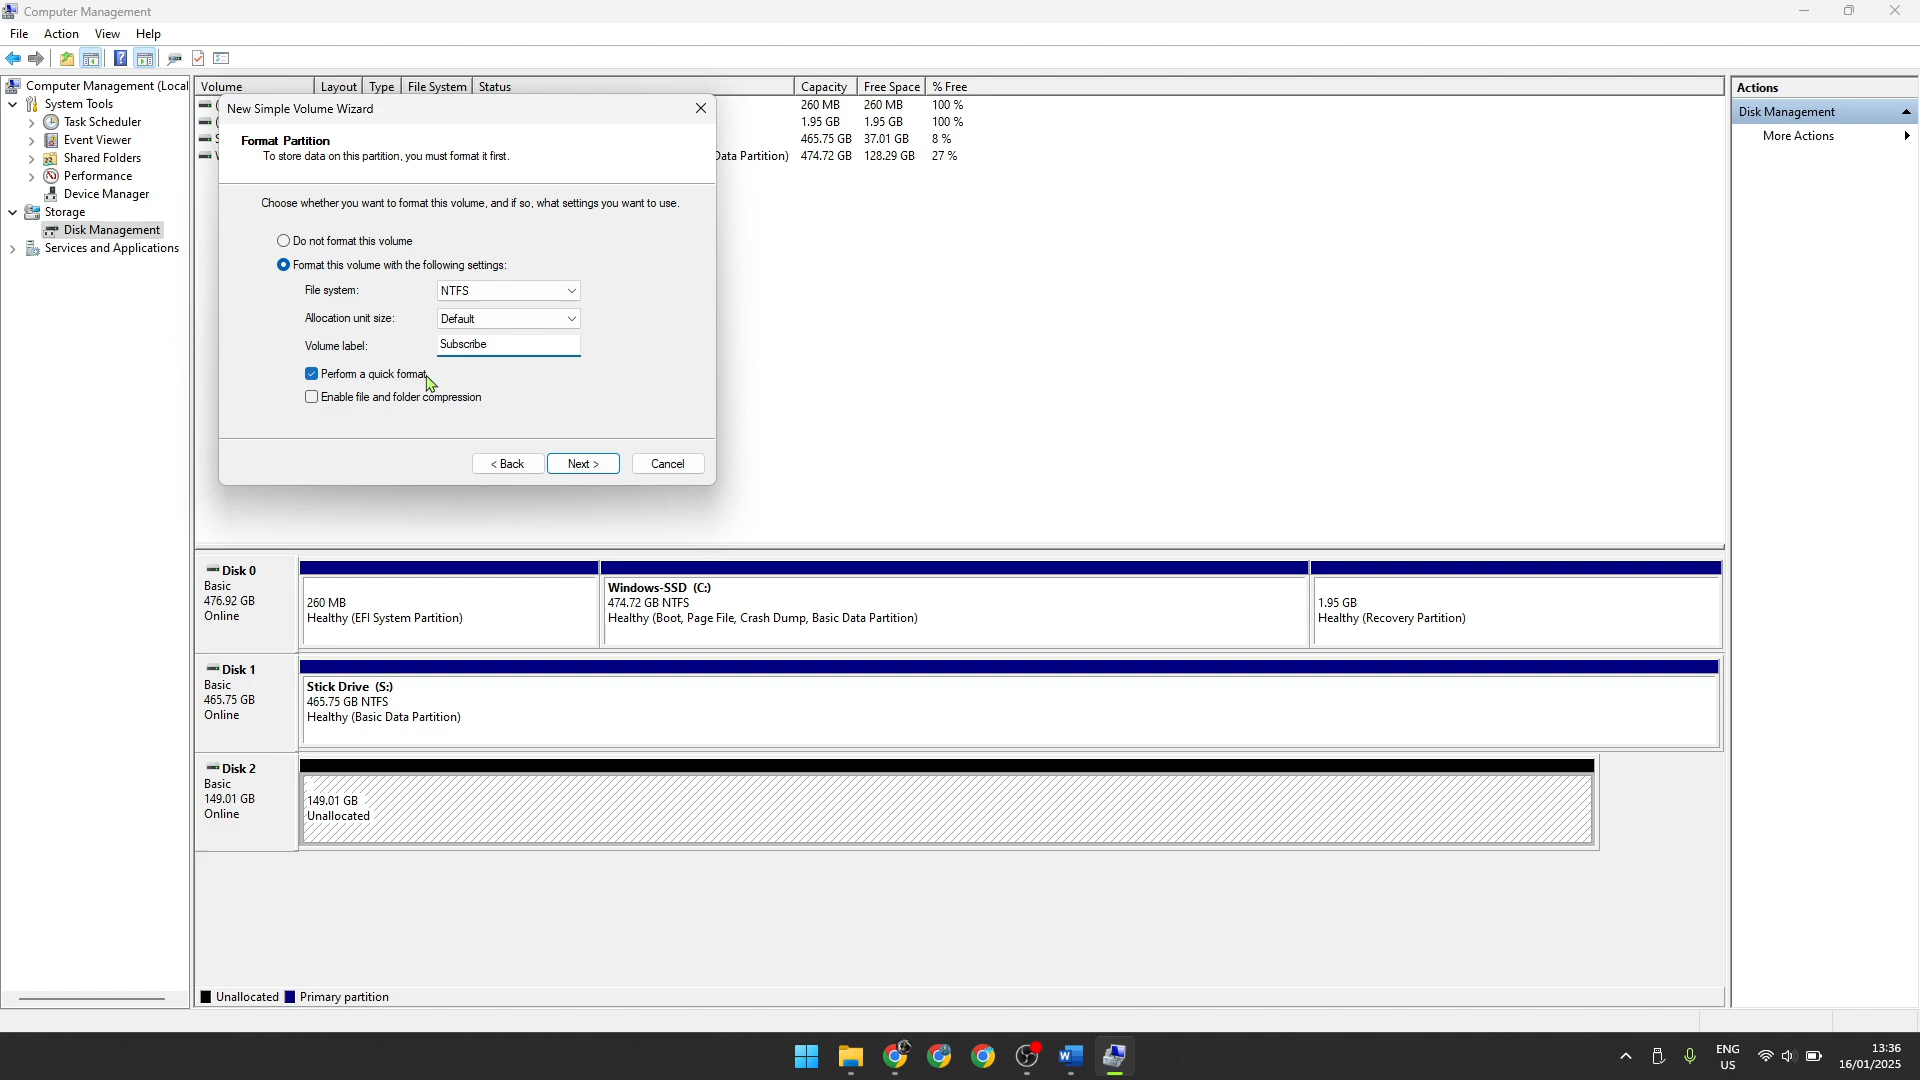 Computer Management
File Action View Help
Computer Management (Local
System Tools
Task Scheduler
Event Viewer
Shared Folders
Performance
Device Manager
Storage
Disk Management
Services and Applications
Volume Layout Type File System Status Capacity Free Space % Free
260 MB 260 MB 100 %
1.95 GB 1.95 GB 100 %
465.75 GB 37.01 GB 8 %
Data Partition) 474.72 GB 128.29 GB 27 %
New Simple Volume Wizard
Format Partition
To store data on this partition, you must format it first.
Choose whether you want to format this volume, and if so, what settings you want to use.
Do not format this volume
Format this volume with the following settings:
File system: NTFS
Allocation unit size: Default
Volume label: Subscribe
Perform a quick format
Enable file and folder compression
< Back Next > Cancel
Actions
Disk Management
More Actions
Disk 0
Basic
476.92 GB
Online
260 MB
Healthy (EFI System Partition)
Windows-SSD (C:)
474.72 GB NTFS
Healthy (Boot, Page File, Crash Dump, Basic Data Partition)
1.95 GB
Healthy (Recovery Partition)
Disk 1
Basic
465.75 GB
Online
Stick Drive (S:)
465.75 GB NTFS
Healthy (Basic Data Partition)
Disk 2
Basic
149.01 GB
Online
149.01 GB
Unallocated
Unallocated Primary partition
ENG
US
13:36
16/01/2025